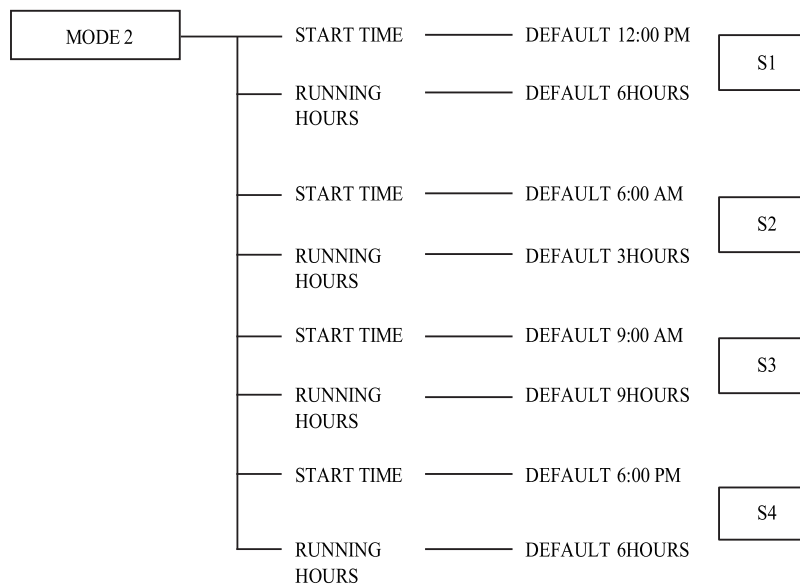 MODE 2
START TIME DEFAULT 12:00 PM
S1
RUNNING DEFAULT 6HOURS
HOURS
START TIME DEFAULT 6:00 AM
S2
RUNNING DEFAULT 3HOURS
HOURS
START TIME DEFAULT 9:00 AM
S3
RUNNING DEFAULT 9HOURS
HOURS
START TIME DEFAULT 6:00 PM
S4
RUNNING DEFAULT 6HOURS
HOURS